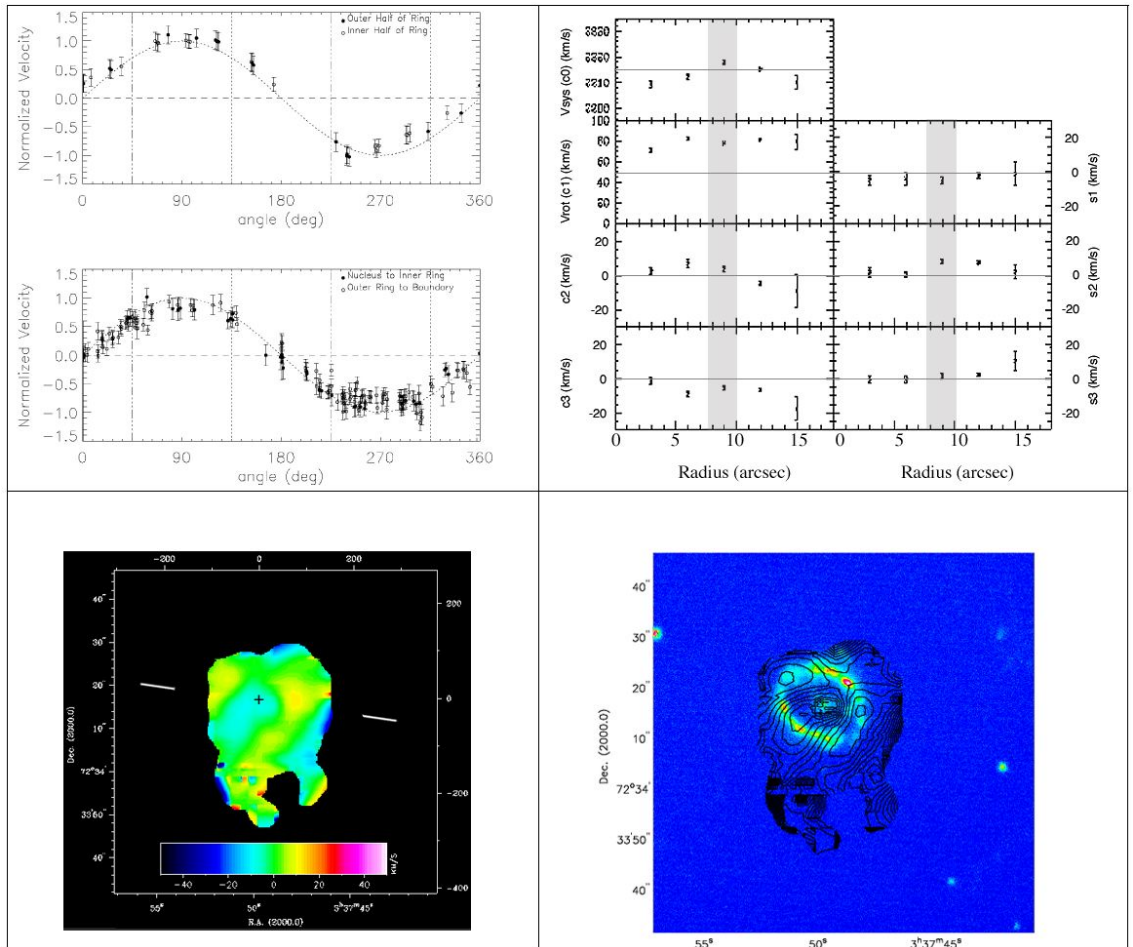 Outer Half of Ring
Inner Half of Ring
Normalized Velocity
1.5
1.0
0.5
0.0
-0.5
-1.0
-1.5
0 90 180 270 360
angle (deg)
Nucleus to Inner Ring
Outer Ring to Boundary
Normalized Velocity
1.5
1.0
0.5
0.0
-0.5
-1.0
-1.5
0 90 180 270 360
angle (deg)
Vsys (c0) (km/s)
Vrot (c1) (km/s)
100
80
60
40
20
0
s1 (km/s)
20
0
-20
c2 (km/s)
20
0
-20
s2 (km/s)
20
0
-20
c3 (km/s)
20
0
-20
s3 (km/s)
20
0
-20
0 5 10 15
0 5 10 15
Radius (arcsec)
Radius (arcsec)
-200 0 200
40"
30"
20"
10"
72°34'
33'50"
40"
200
0
-200
-400
Dec. (2000.0)
-40 -20 0 20 40
KM/S
55s 50s 3h37m45s
R.A. (2000.0)
40"
30"
20"
10"
72°34'
33'50"
40"
Dec. (2000.0)
55s 50s 3h37m45s